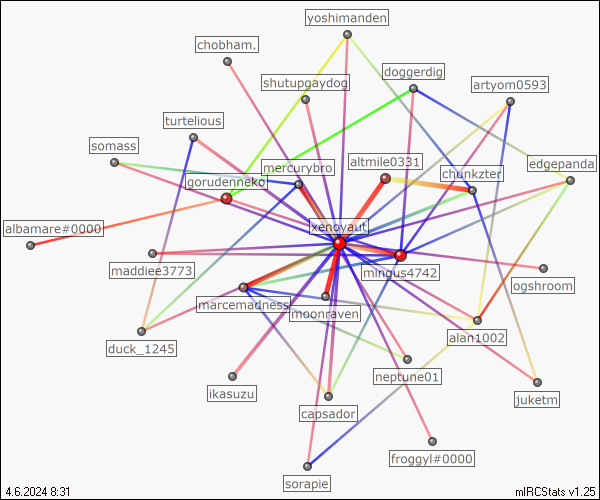 yoshimanden
chobham.
doggerdig
shutupgaydog
artyom0593
turtelious
somass
altmile0331
edgepanda
mercurybro
chunkzter
gorudenneko
xenoyaut
albamare#0000
maddiee3773
mingus4742
ogshroom
marcemadness
moonraven
alan1002
duck_1245
neptune01
ikasuzu
juketm
capsador
froggyl#0000
sorapie
4.6.2024 8:31
mIRCStats v1.25